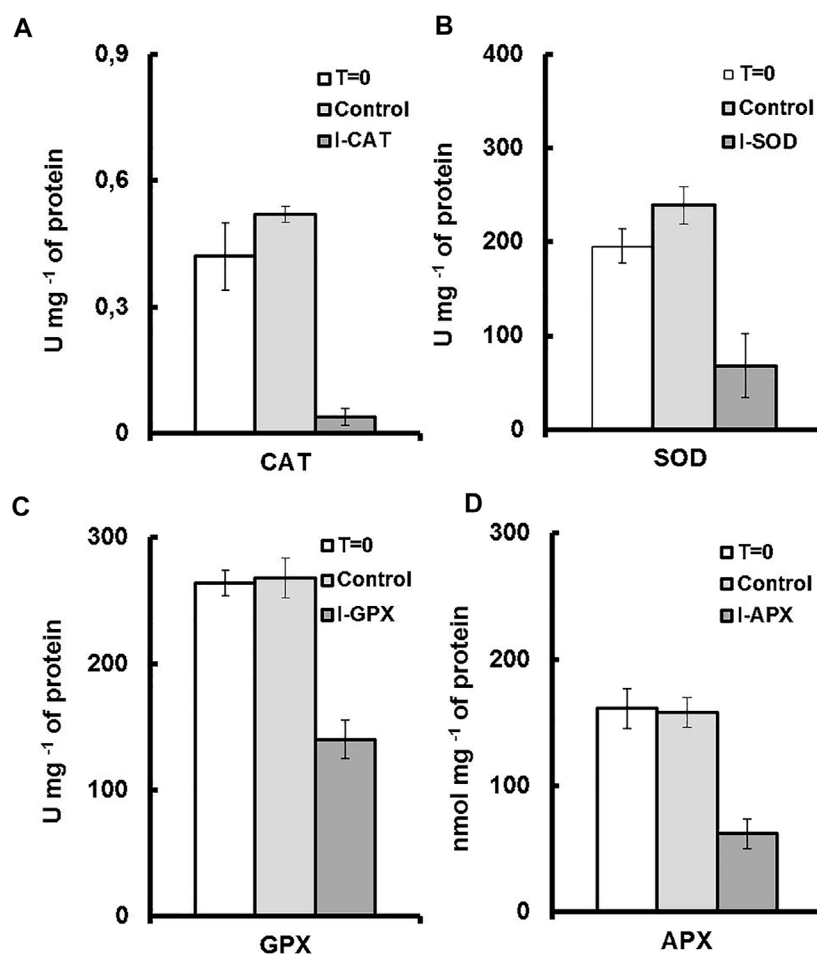 A
0,9
T=0
Control
I-CAT
0,6
0,3
0
U mg -1 of protein
CAT
B
400
T=0
Control
I-SOD
300
200
100
0
U mg -1 of protein
SOD
C
300
T=0
Control
I-GPX
200
100
0
U mg -1 of protein
GPX
D
300
T=0
Control
I-APX
200
100
0
nmol mg -1 of protein
APX